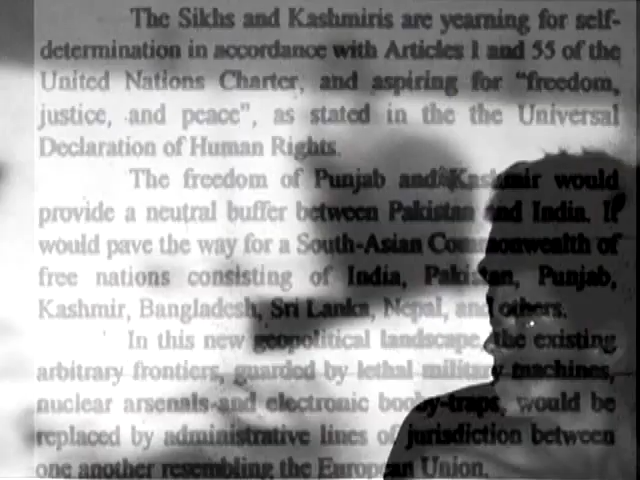 The Sikhs and Kashmiris are yearning for self-
determination in accordance with Articles 1 and 55 of the
United Nations Charter, and aspiring for "freedom,
justice, and peace", as stated in the the Universal
Declaration of Human Rights.
The freedom of Punjab and Kashmir would
provide a neutral buffer between Pakistan and India. It
would pave the way for a South-Asian Commonwealth of
free nations consisting of India, Pakistan, Punjab,
Kashmir, Bangladesh, Sri Lanka, Nepal, and others.
In this new geopolitical landscape, the existing
arbitrary frontiers, guarded by lethal military machines,
nuclear arsenals and electronic booby-traps, would be
replaced by administrative lines of jurisdiction between
one another resembling the European Union.